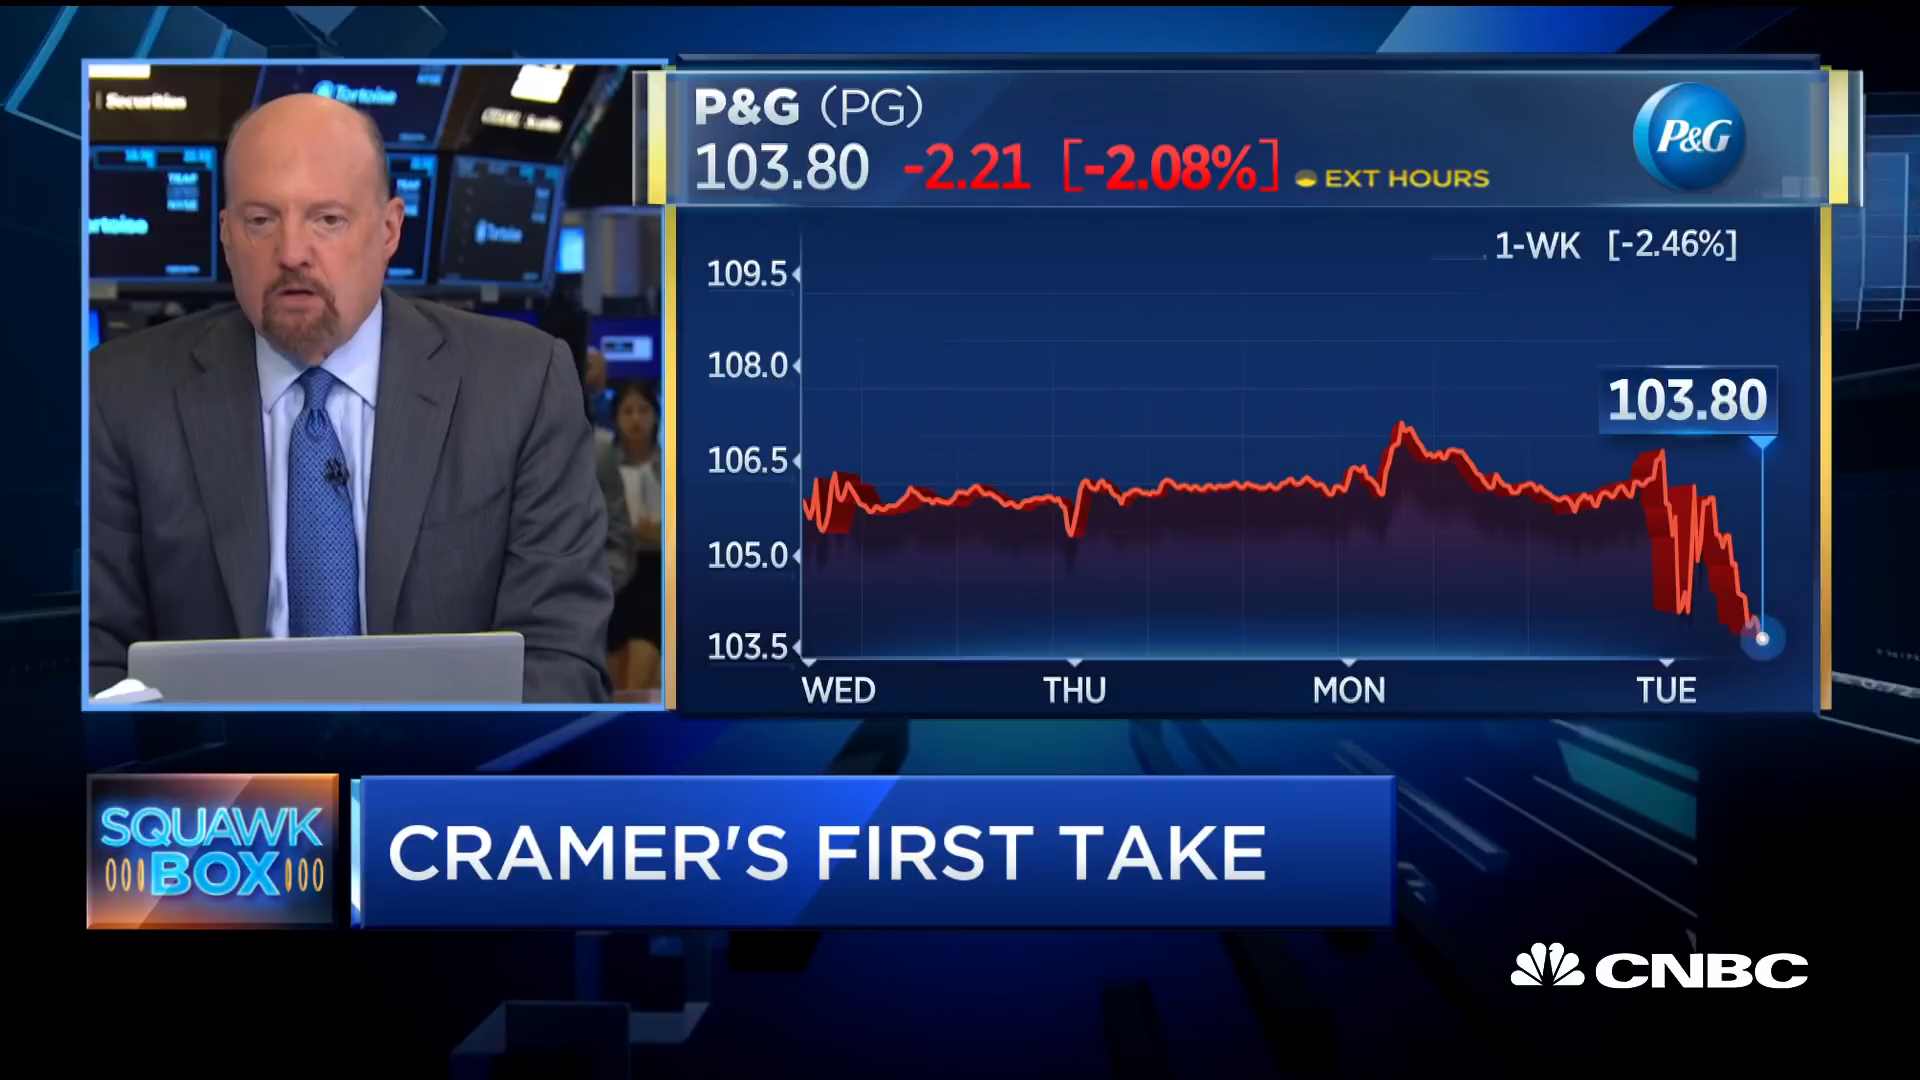 Securities
Tortoise
Tortoise
P&G (PG)
103.80 -2.21 [-2.08%] EXT HOURS
P&G
1-WK [-2.46%]
109.5
108.0
106.5
105.0
103.5
103.80
WED THU MON TUE
SQUAWK
BOX
CRAMER'S FIRST TAKE
CNBC